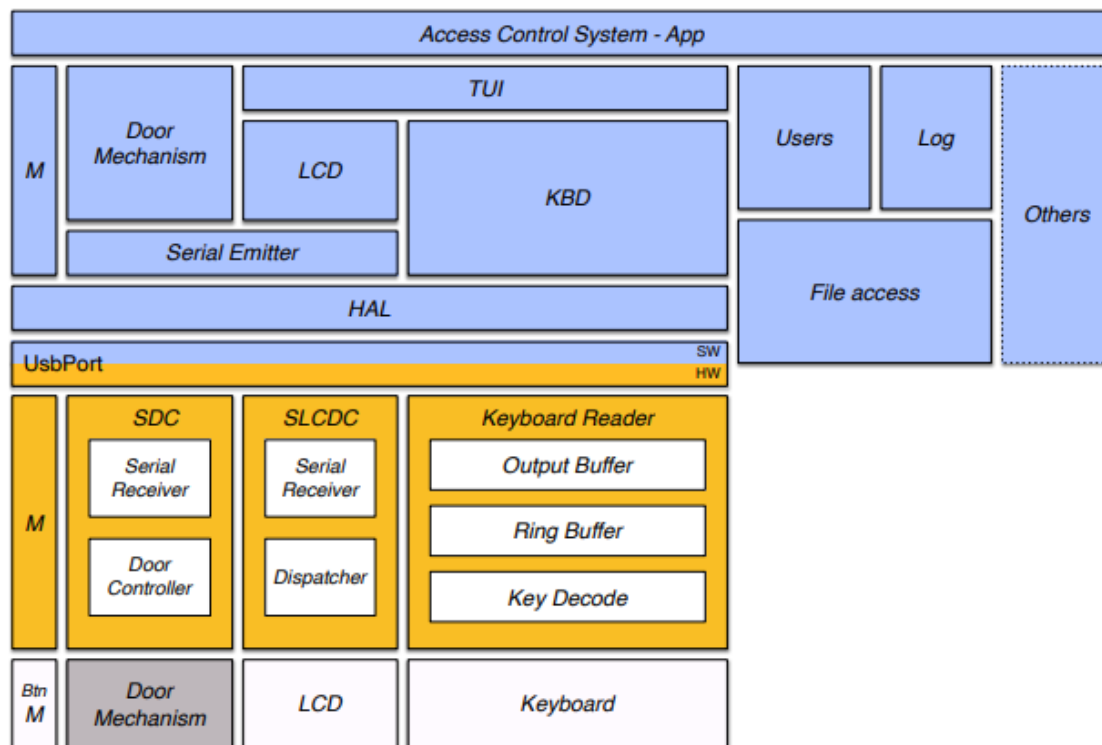 Access Control System - App
M
Door
Mechanism
TUI
LCD
KBD
Users
Log
Others
Serial Emitter
File access
HAL
UsbPort
SW
HW
M
SDC
Serial
Receiver
Door
Controller
SLCDC
Serial
Receiver
Dispatcher
Keyboard Reader
Output Buffer
Ring Buffer
Key Decode
Btn
M
Door
Mechanism
LCD
Keyboard